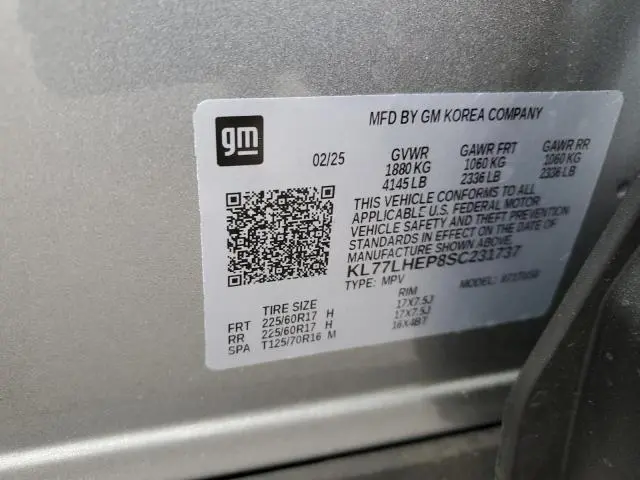 MFD BY GM KOREA COMPANY
gm
02/25 GVWR GAWR FRT GAWR RR
1880 KG 1060 KG 1060 KG
4145 LB 2336 LB 2336 LB
THIS VEHICLE CONFORMS TO ALL
APPLICABLE U.S. FEDERAL MOTOR
VEHICLE SAFETY AND THEFT PREVENTION
STANDARDS IN EFFECT ON THE DATE OF
MANUFACTURE SHOWN ABOVE.
KL77LHEP8SC231737
TYPE: MPV MODEL:
TIRE SIZE RIM
FRT 225/60R17 H 17X7.5J
RR 225/60R17 H 17X7.5J
SPA T125/70R16 M 16X4BT